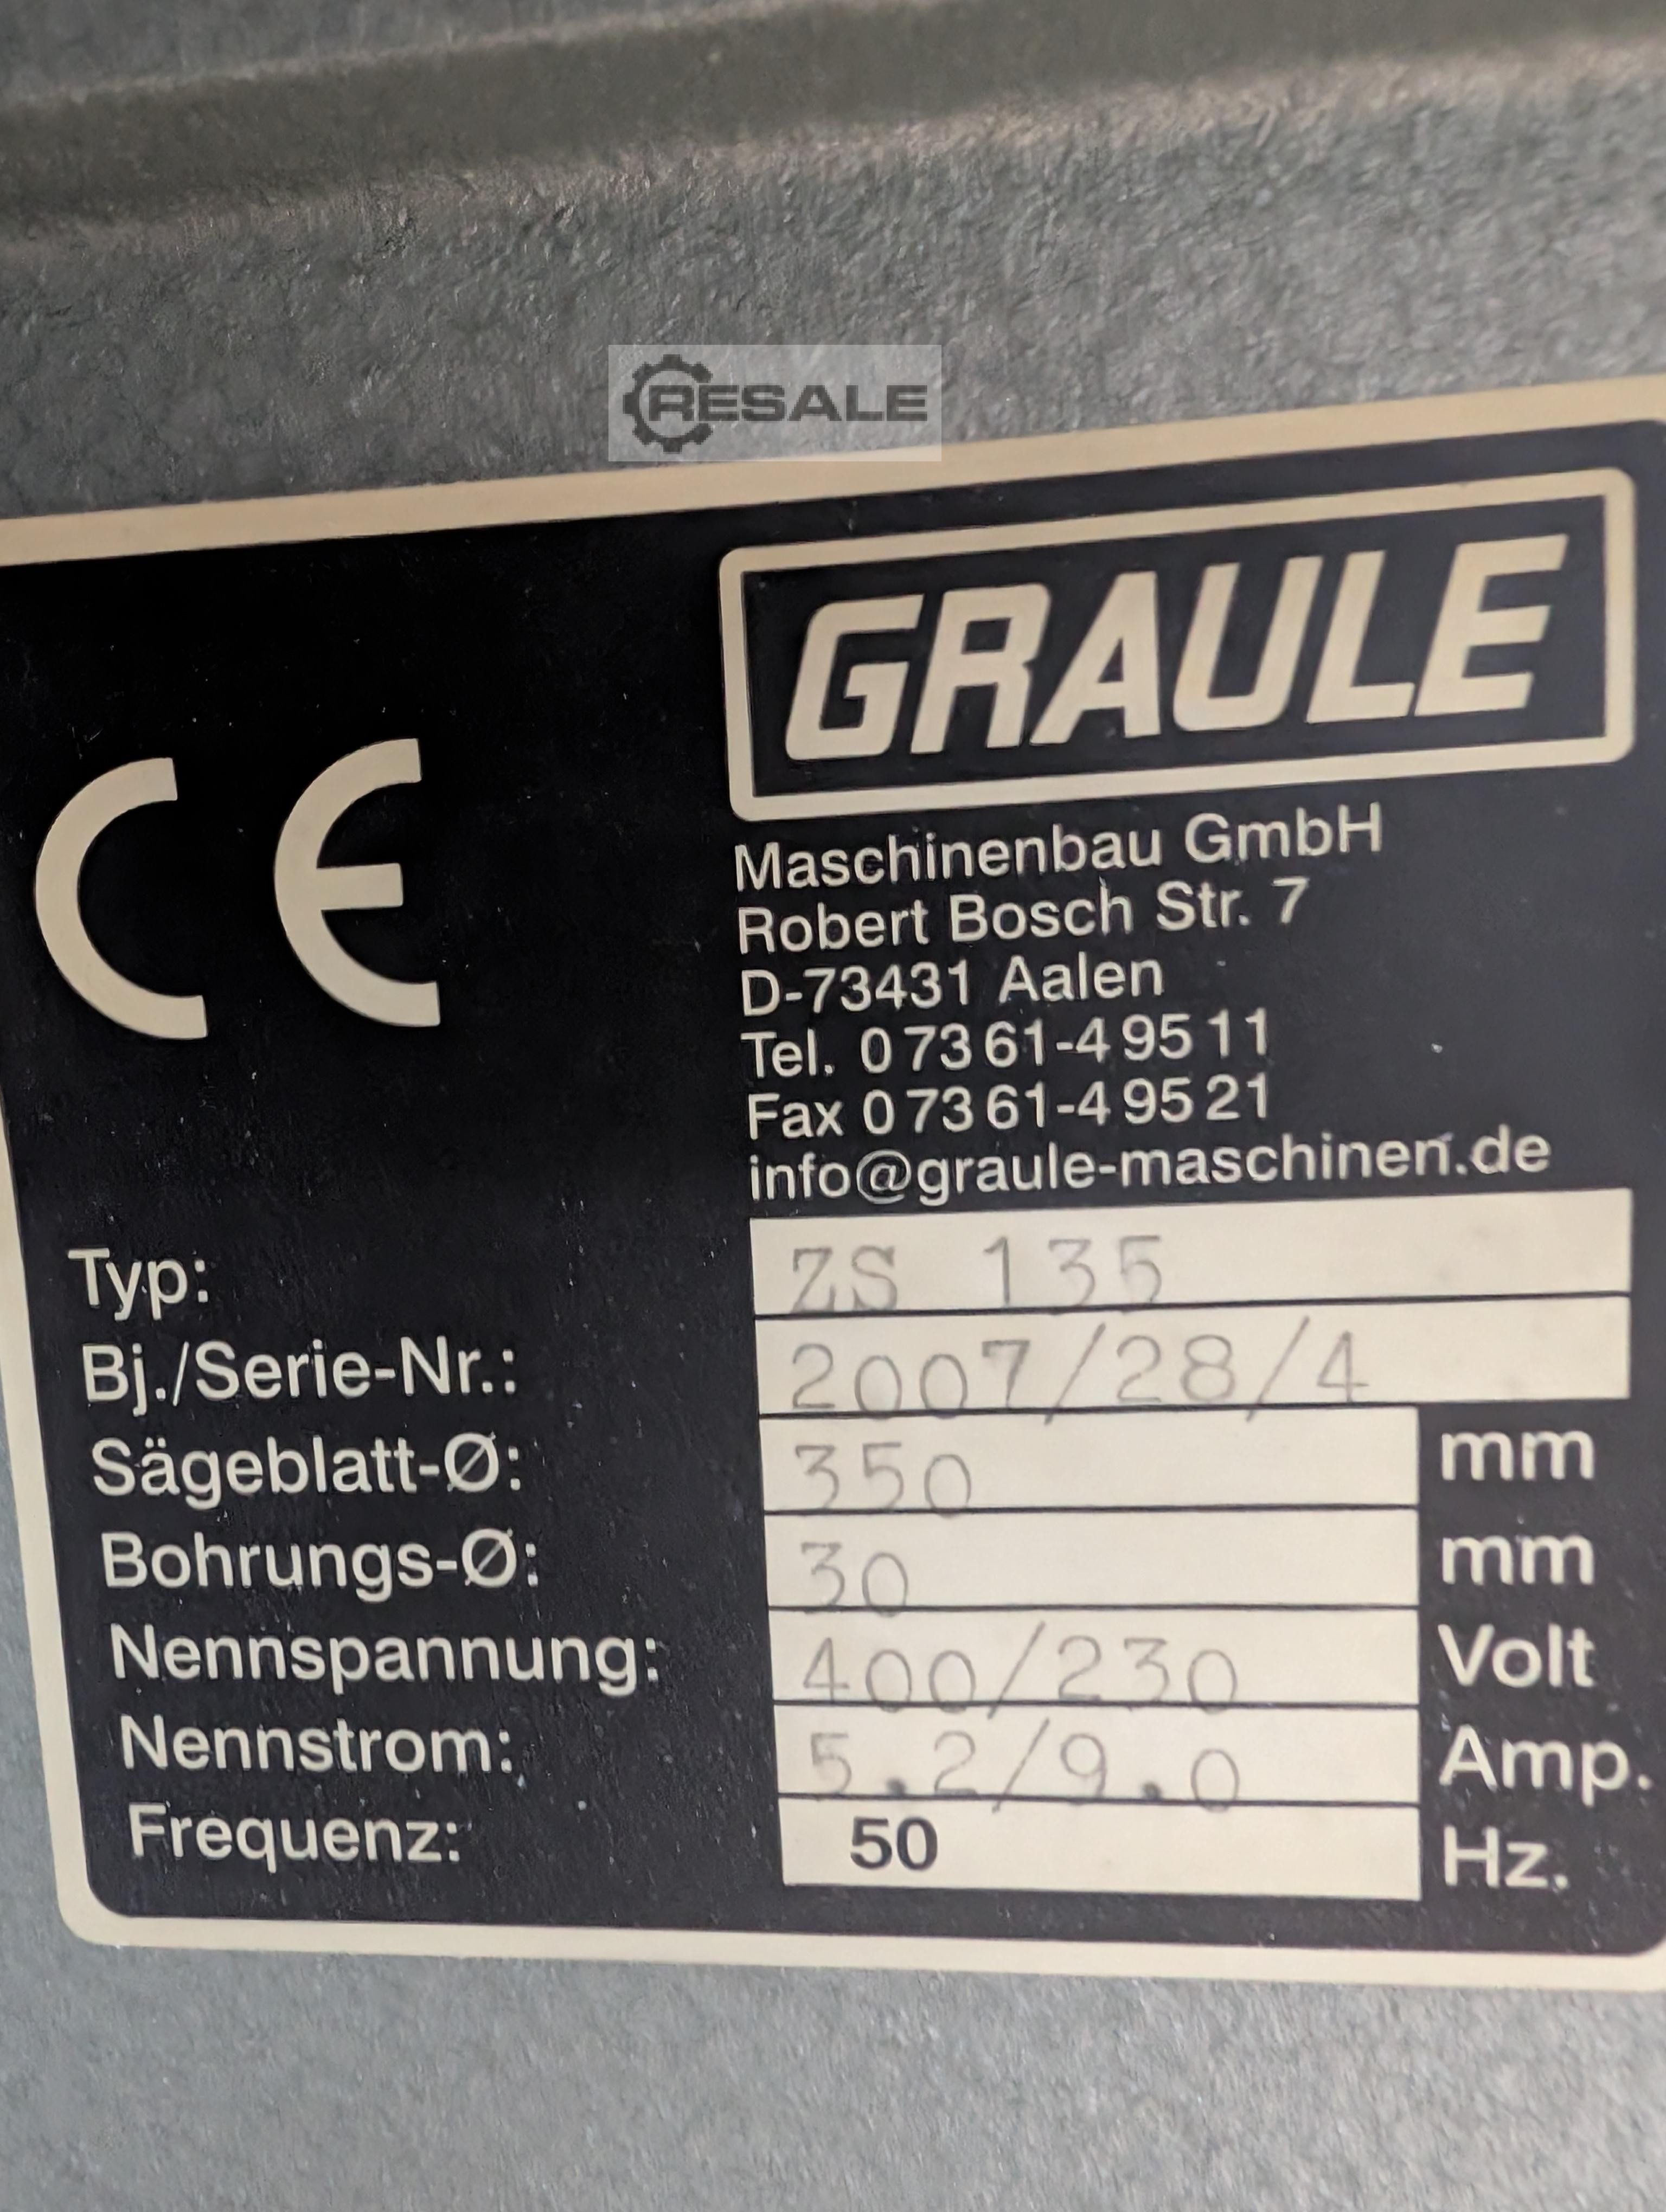 RESALE
GRAULE
CE
Maschinenbau GmbH
Robert Bosch Str. 7
D-73431 Aalen
Tel. 0 73 61-4 95 11
Fax 0 73 61-4 95 21
info@graule-maschinen.de
Typ: ZS 135
Bj./Serie-Nr.: 2007/28/4
Sägeblatt-Ø: 350 mm
Bohrungs-Ø: 30 mm
Nennspannung: 400/230 Volt
Nennstrom: 5.2/9.0 Amp.
Frequenz: 50 Hz.